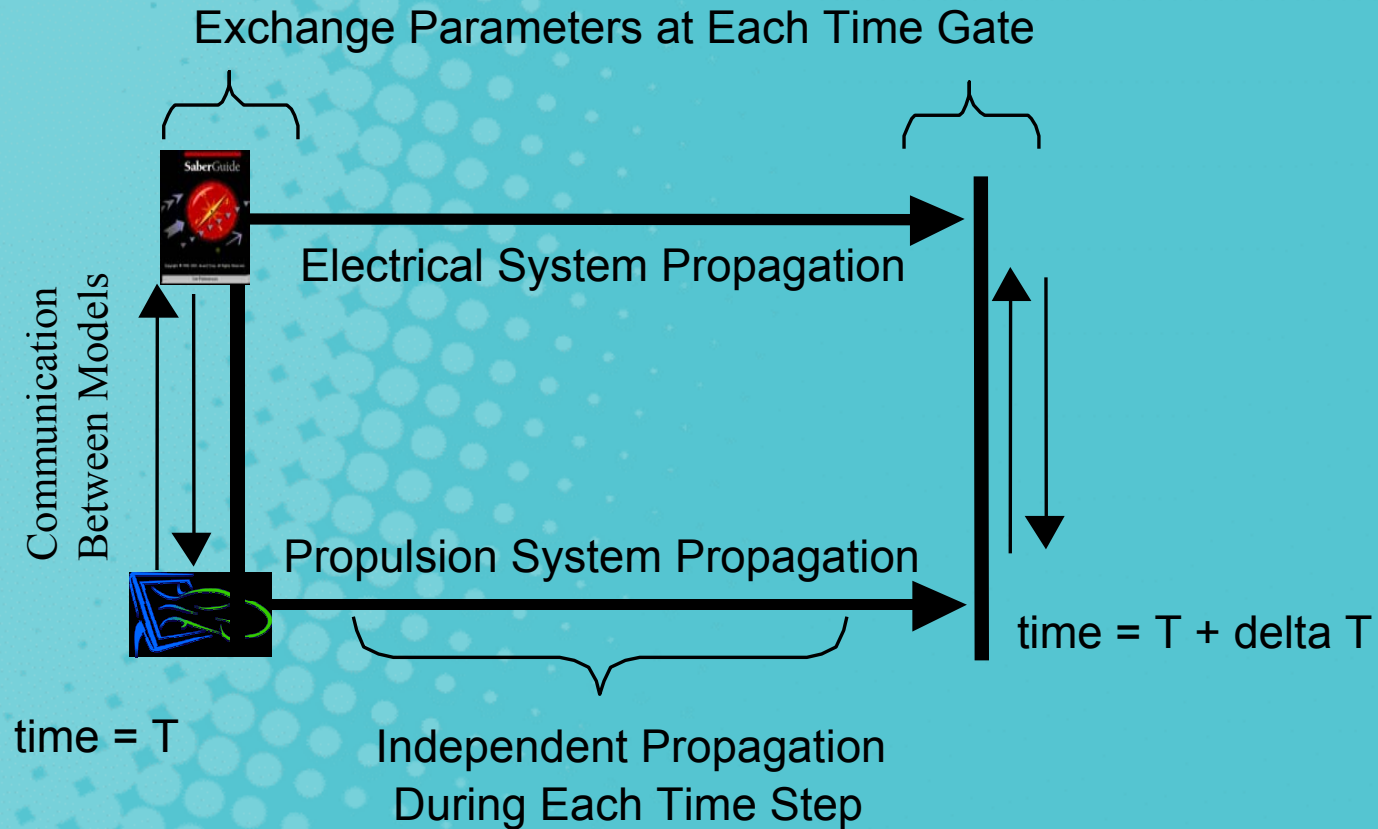 Exchange Parameters at Each Time Gate
SaberGuide
Electrical System Propagation
Communication
Between Models
Propulsion System Propagation
time = T + delta T
time = T
Independent Propagation
During Each Time Step